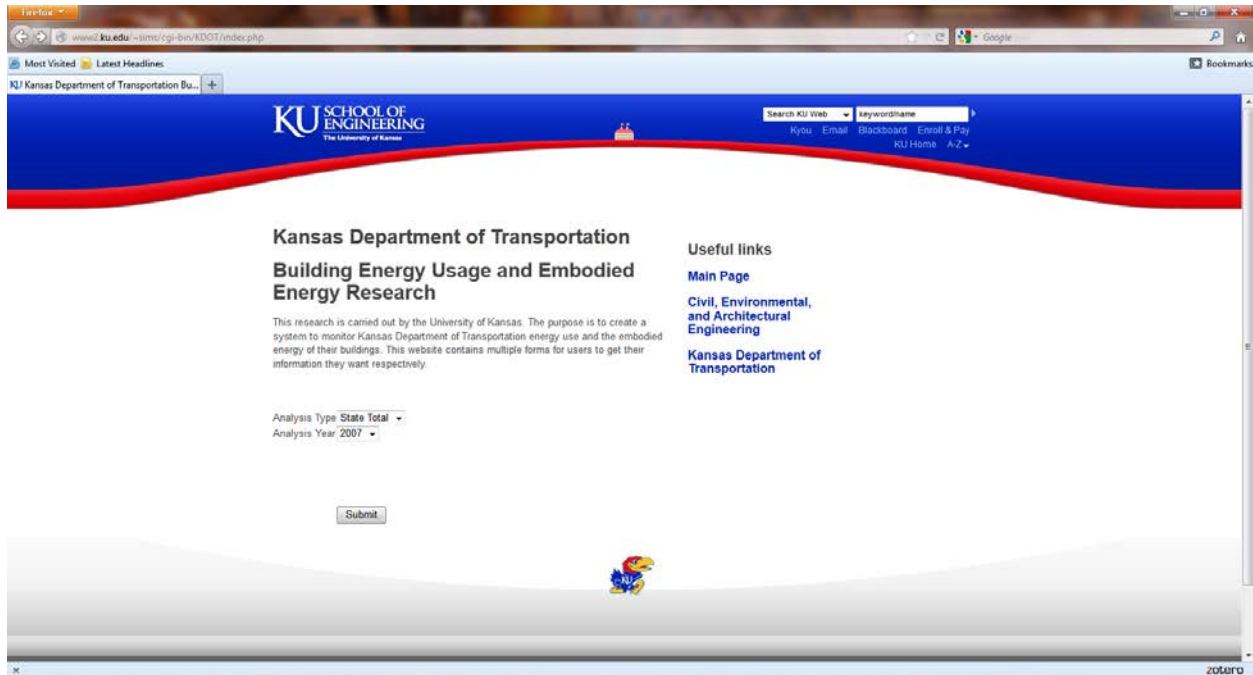 Firefox
www2.ku.edu/~sims/cgi-bin/KDOT/index.php
Google
Most Visited Latest Headlines
Bookmarks
KU Kansas Department of Transportation Bu...
KU SCHOOL OF
ENGINEERING
The University of Kansas
Search KU Web keyword/name
Kyou Email Blackboard Enroll & Pay
KU Home A-Z
Kansas Department of Transportation
Building Energy Usage and Embodied
Energy Research
This research is carried out by the University of Kansas. The purpose is to create a
system to monitor Kansas Department of Transportation energy use and the embodied
energy of their buildings. This website contains multiple forms for users to get their
information they want respectively.
Useful links
Main Page
Civil, Environmental,
and Architectural
Engineering
Kansas Department of
Transportation
Analysis Type State Total
Analysis Year 2007
Submit
KU
zotero